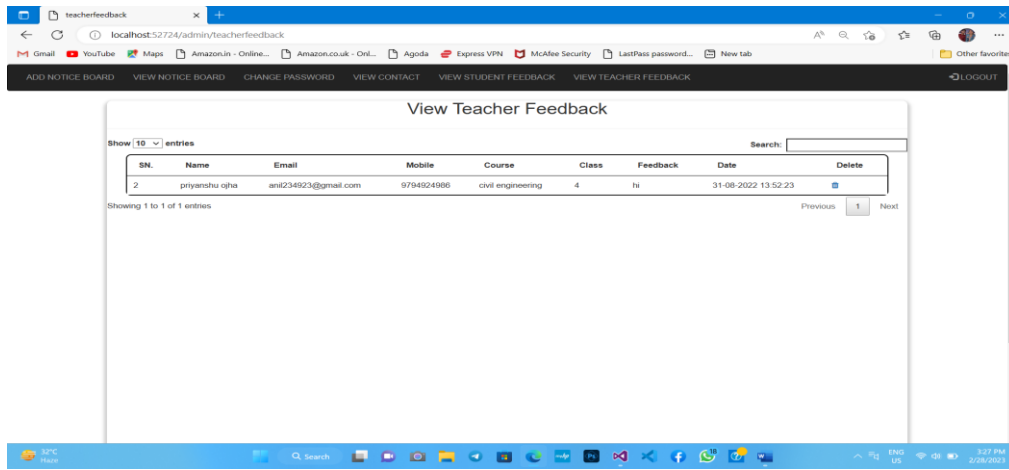 teacherfeedback
localhost:52724/admin/teacherfeedback
Gmail YouTube Maps Amazon.in - Online... Amazon.co.uk - Onl... Agoda Express VPN McAfee Security LastPass password... New tab Other favorite
ADD NOTICE BOARD VIEW NOTICE BOARD CHANGE PASSWORD VIEW CONTACT VIEW STUDENT FEEDBACK VIEW TEACHER FEEDBACK LOGOUT
View Teacher Feedback
Show 10 entries Search:
SN. Name Email Mobile Course Class Feedback Date Delete
2 priyanshu ojha anil234923@gmail.com 9794924986 civil engineering 4 hi 31-08-2022 13:52:23
Showing 1 to 1 of 1 entries Previous 1 Next
32°C
Haze
Search
ENG
US
3:27 PM
2/28/2023